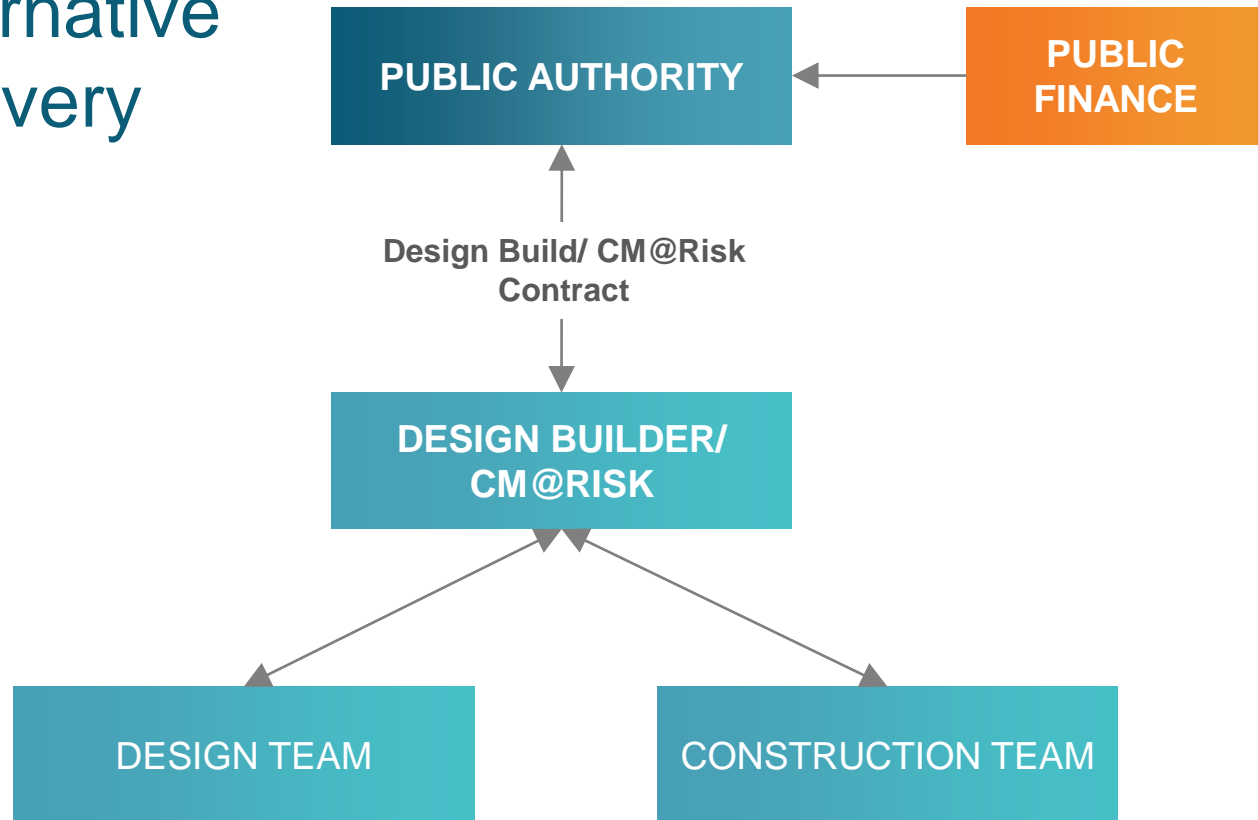 rnative
very
PUBLIC AUTHORITY
PUBLIC
FINANCE
Design Build/ CM@Risk
Contract
DESIGN BUILDER/
CM@RISK
DESIGN TEAM
CONSTRUCTION TEAM